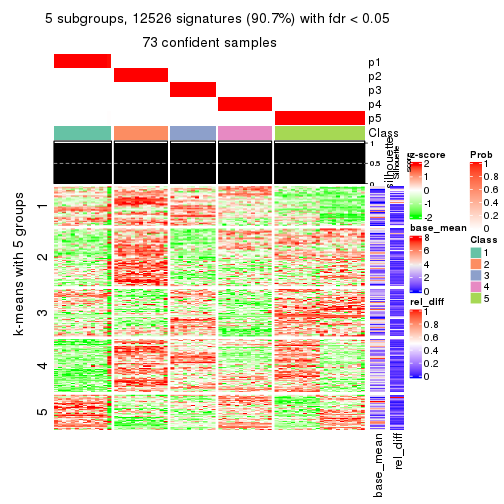 5 subgroups, 12526 signatures (90.7%) with fdr < 0.05
73 confident samples
p1
p2
p3
p4
p5
Class
1
0.5
0
silhouette
Silhouette
score
k-means with 5 groups
1
2
3
4
5
base_mean
rel_diff
z-score
2
1
0
-1
-2
base_mean
8
6
4
2
0
rel_diff
1
0.8
0.6
0.4
0.2
0
Prob
1
0.8
0.6
0.4
0.2
0
Class
1
2
3
4
5